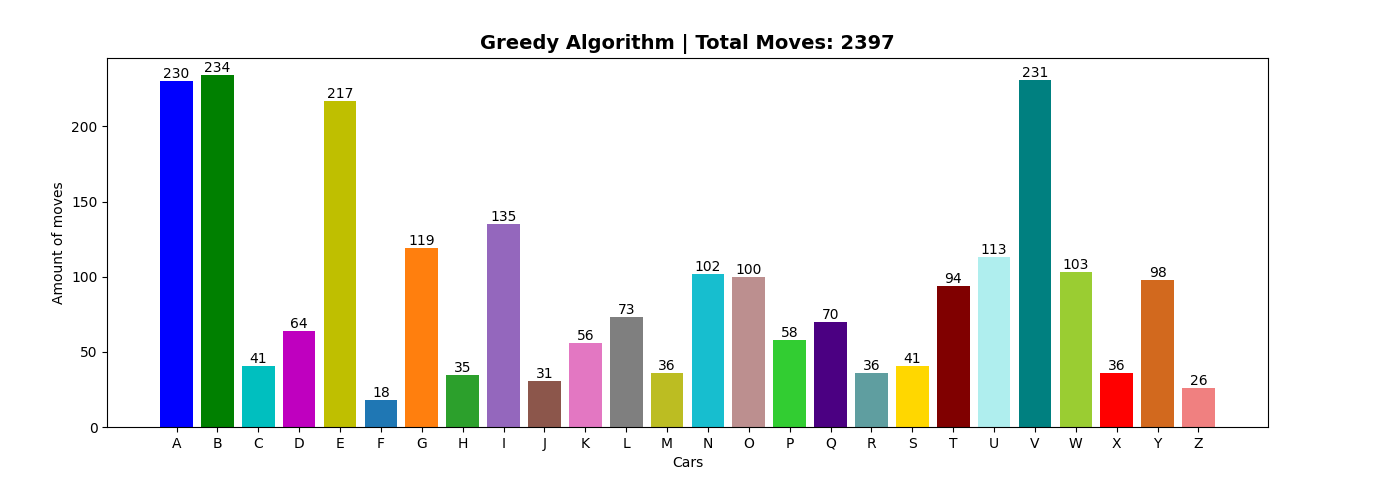 Greedy Algorithm | Total Moves: 2397
230 234 41 64 217 18 119 35 135 31 56 73 36 102 100 58 70 36 41 94 113 231 103 36 98 26
200
150
100
50
0
Amount of moves
A B C D E F G H I J K L M N O P Q R S T U V W X Y Z
Cars